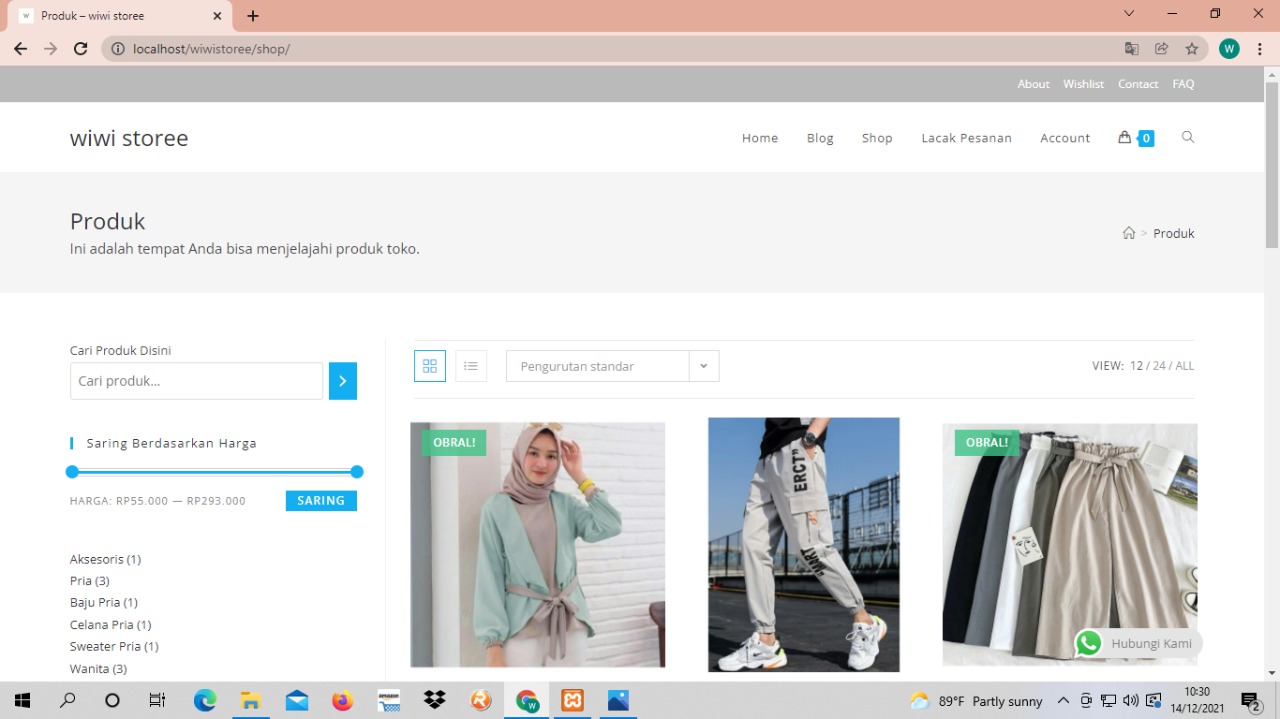 Produk – wiwi storee
localhost/wiwistoree/shop/
W
About Wishlist Contact FAQ
wiwi storee
Home Blog Shop Lacak Pesanan Account 0
Produk
Ini adalah tempat Anda bisa menjelajahi produk toko.
> Produk
Cari Produk Disini
Cari produk...
Pengurutan standar
VIEW: 12 / 24 / ALL
Saring Berdasarkan Harga
HARGA: RP55.000 — RP293.000
SARING
Aksesoris (1)
Pria (3)
Baju Pria (1)
Celana Pria (1)
Sweater Pria (1)
Wanita (3)
OBRAL!
ERCT"
OBRAL!
Hubungi Kami
89°F Partly sunny
10:30
14/12/2021
2